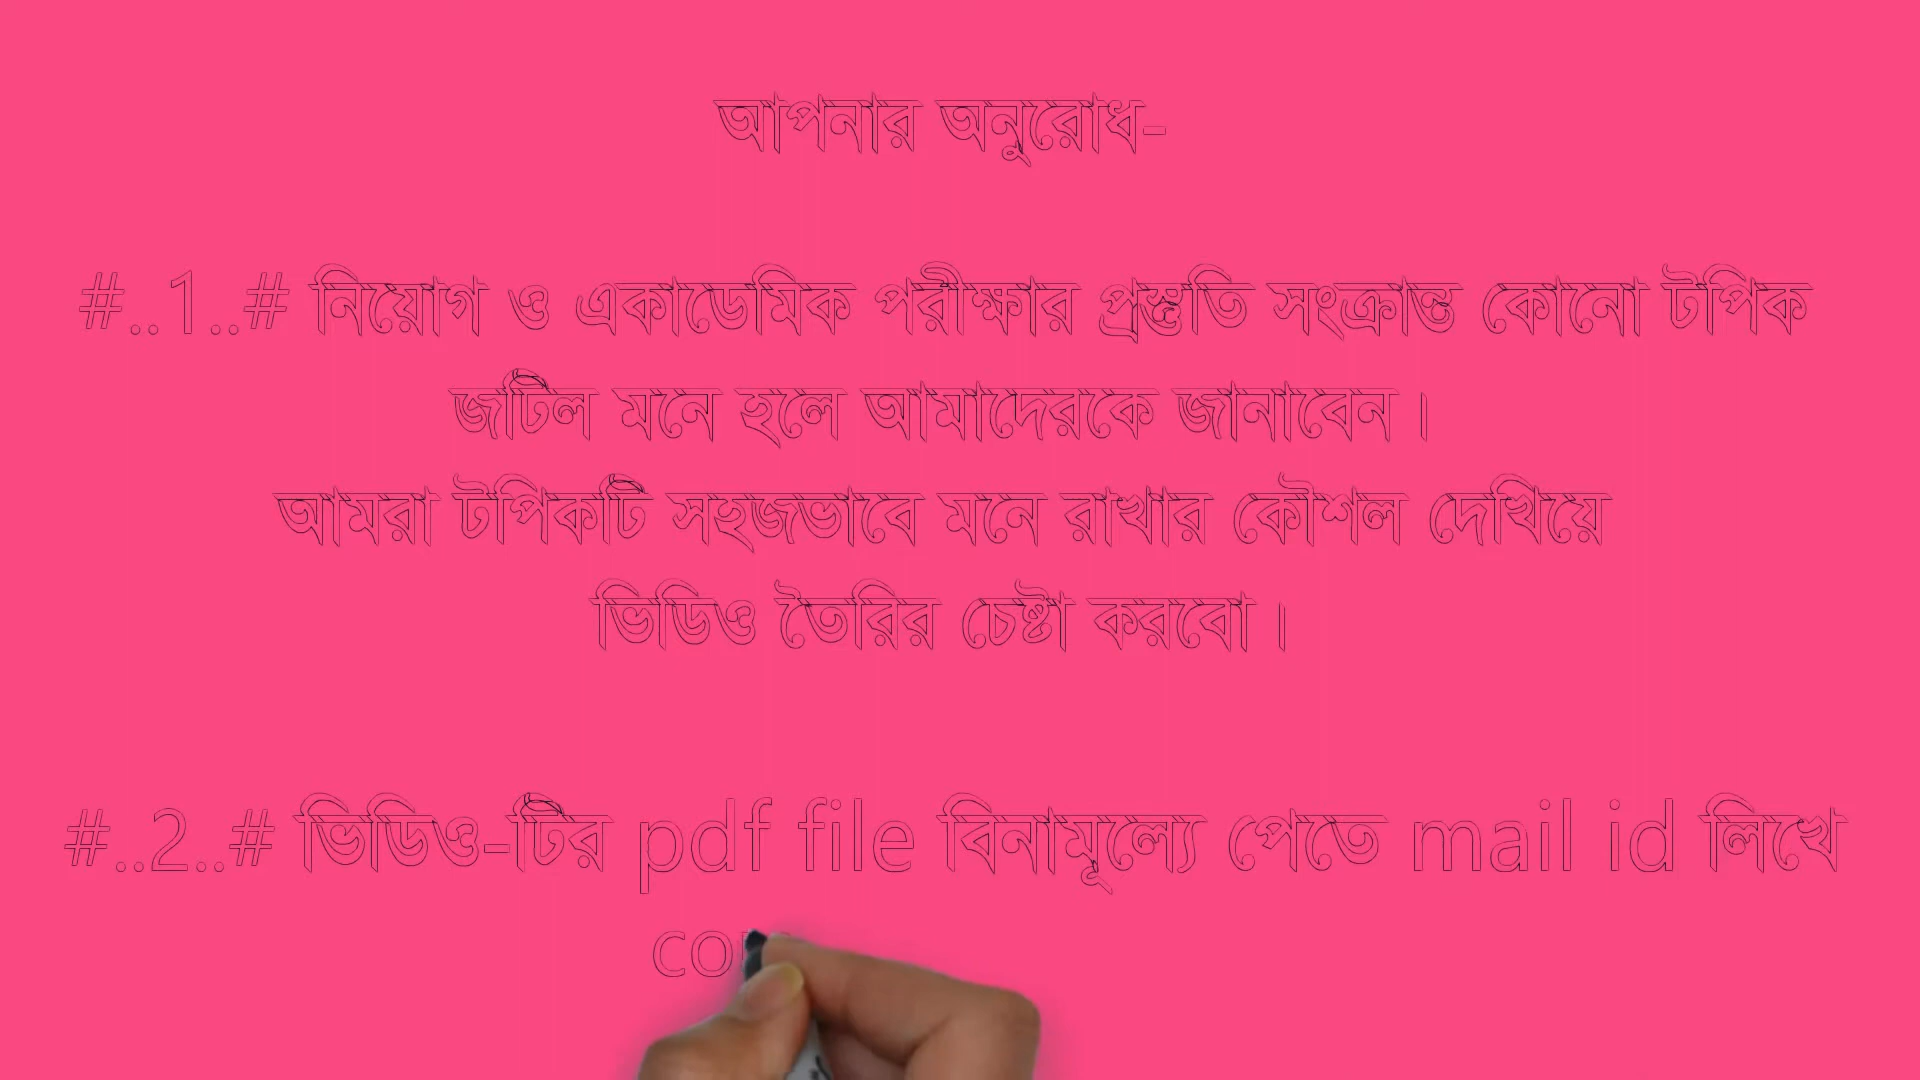 আপনার অনুরোধ-
#..1..# নিয়োগ ও একাডেমিক পরীক্ষার প্রস্তুতি সংক্রান্ত কোনো টপিক
জটিল মনে হলে আমাদেরকে জানাবেন।
আমরা টপিকটি সহজভাবে মনে রাখার কৌশল দেখিয়ে
ভিডিও তৈরির চেষ্টা করবো।
#..2..# ভিডিও-টির pdf file বিনামূল্যে পেতে mail id লিখে